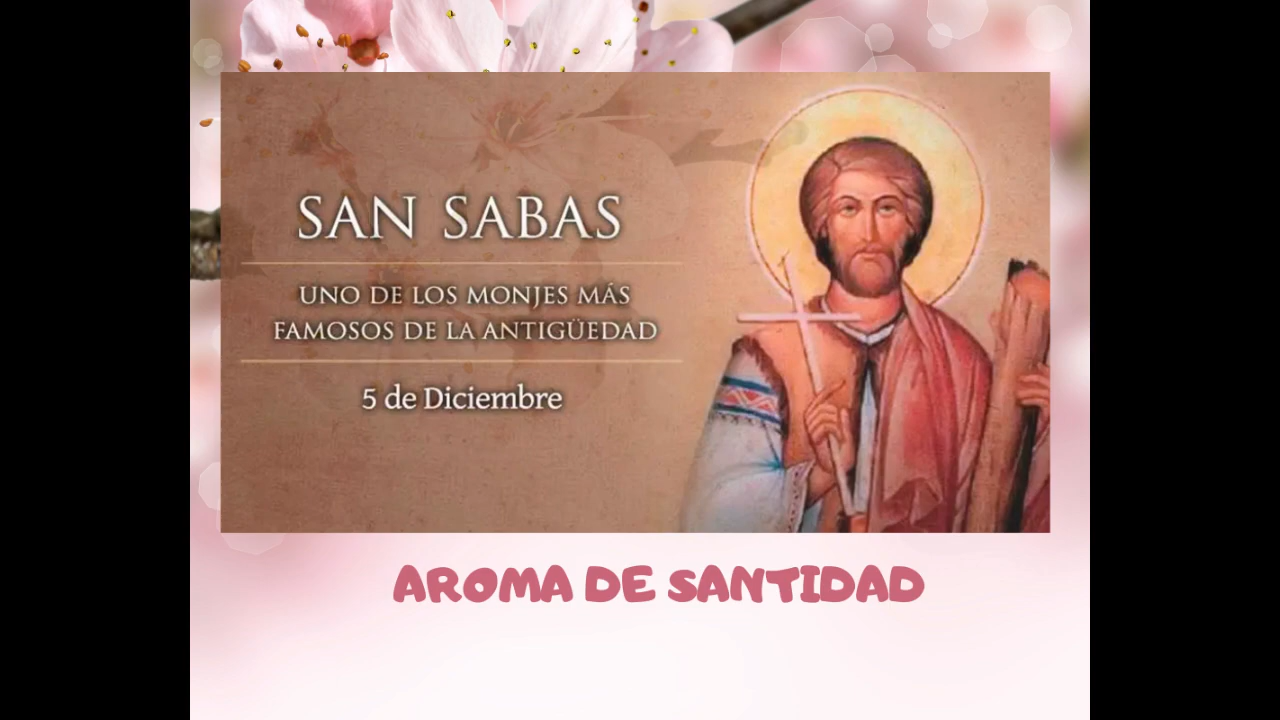 SAN SABAS
UNO DE LOS MONJES MÁS
FAMOSOS DE LA ANTIGÜEDAD
5 de Diciembre
AROMA DE SANTIDAD